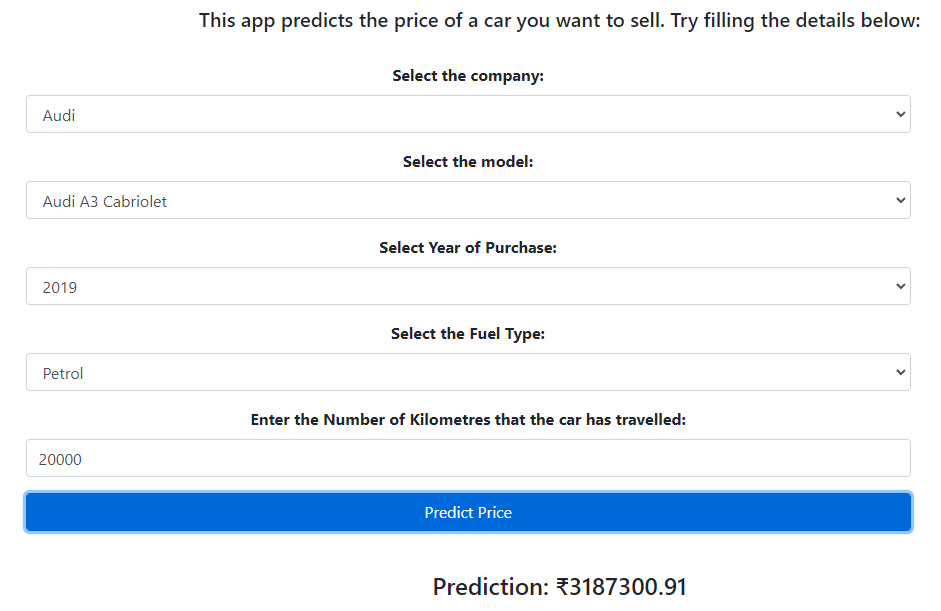 This app predicts the price of a car you want to sell. Try filling the details below:
Select the company:
Audi
Select the model:
Audi A3 Cabriolet
Select Year of Purchase:
2019
Select the Fuel Type:
Petrol
Enter the Number of Kilometres that the car has travelled:
20000
Predict Price
Prediction: ₹3187300.91